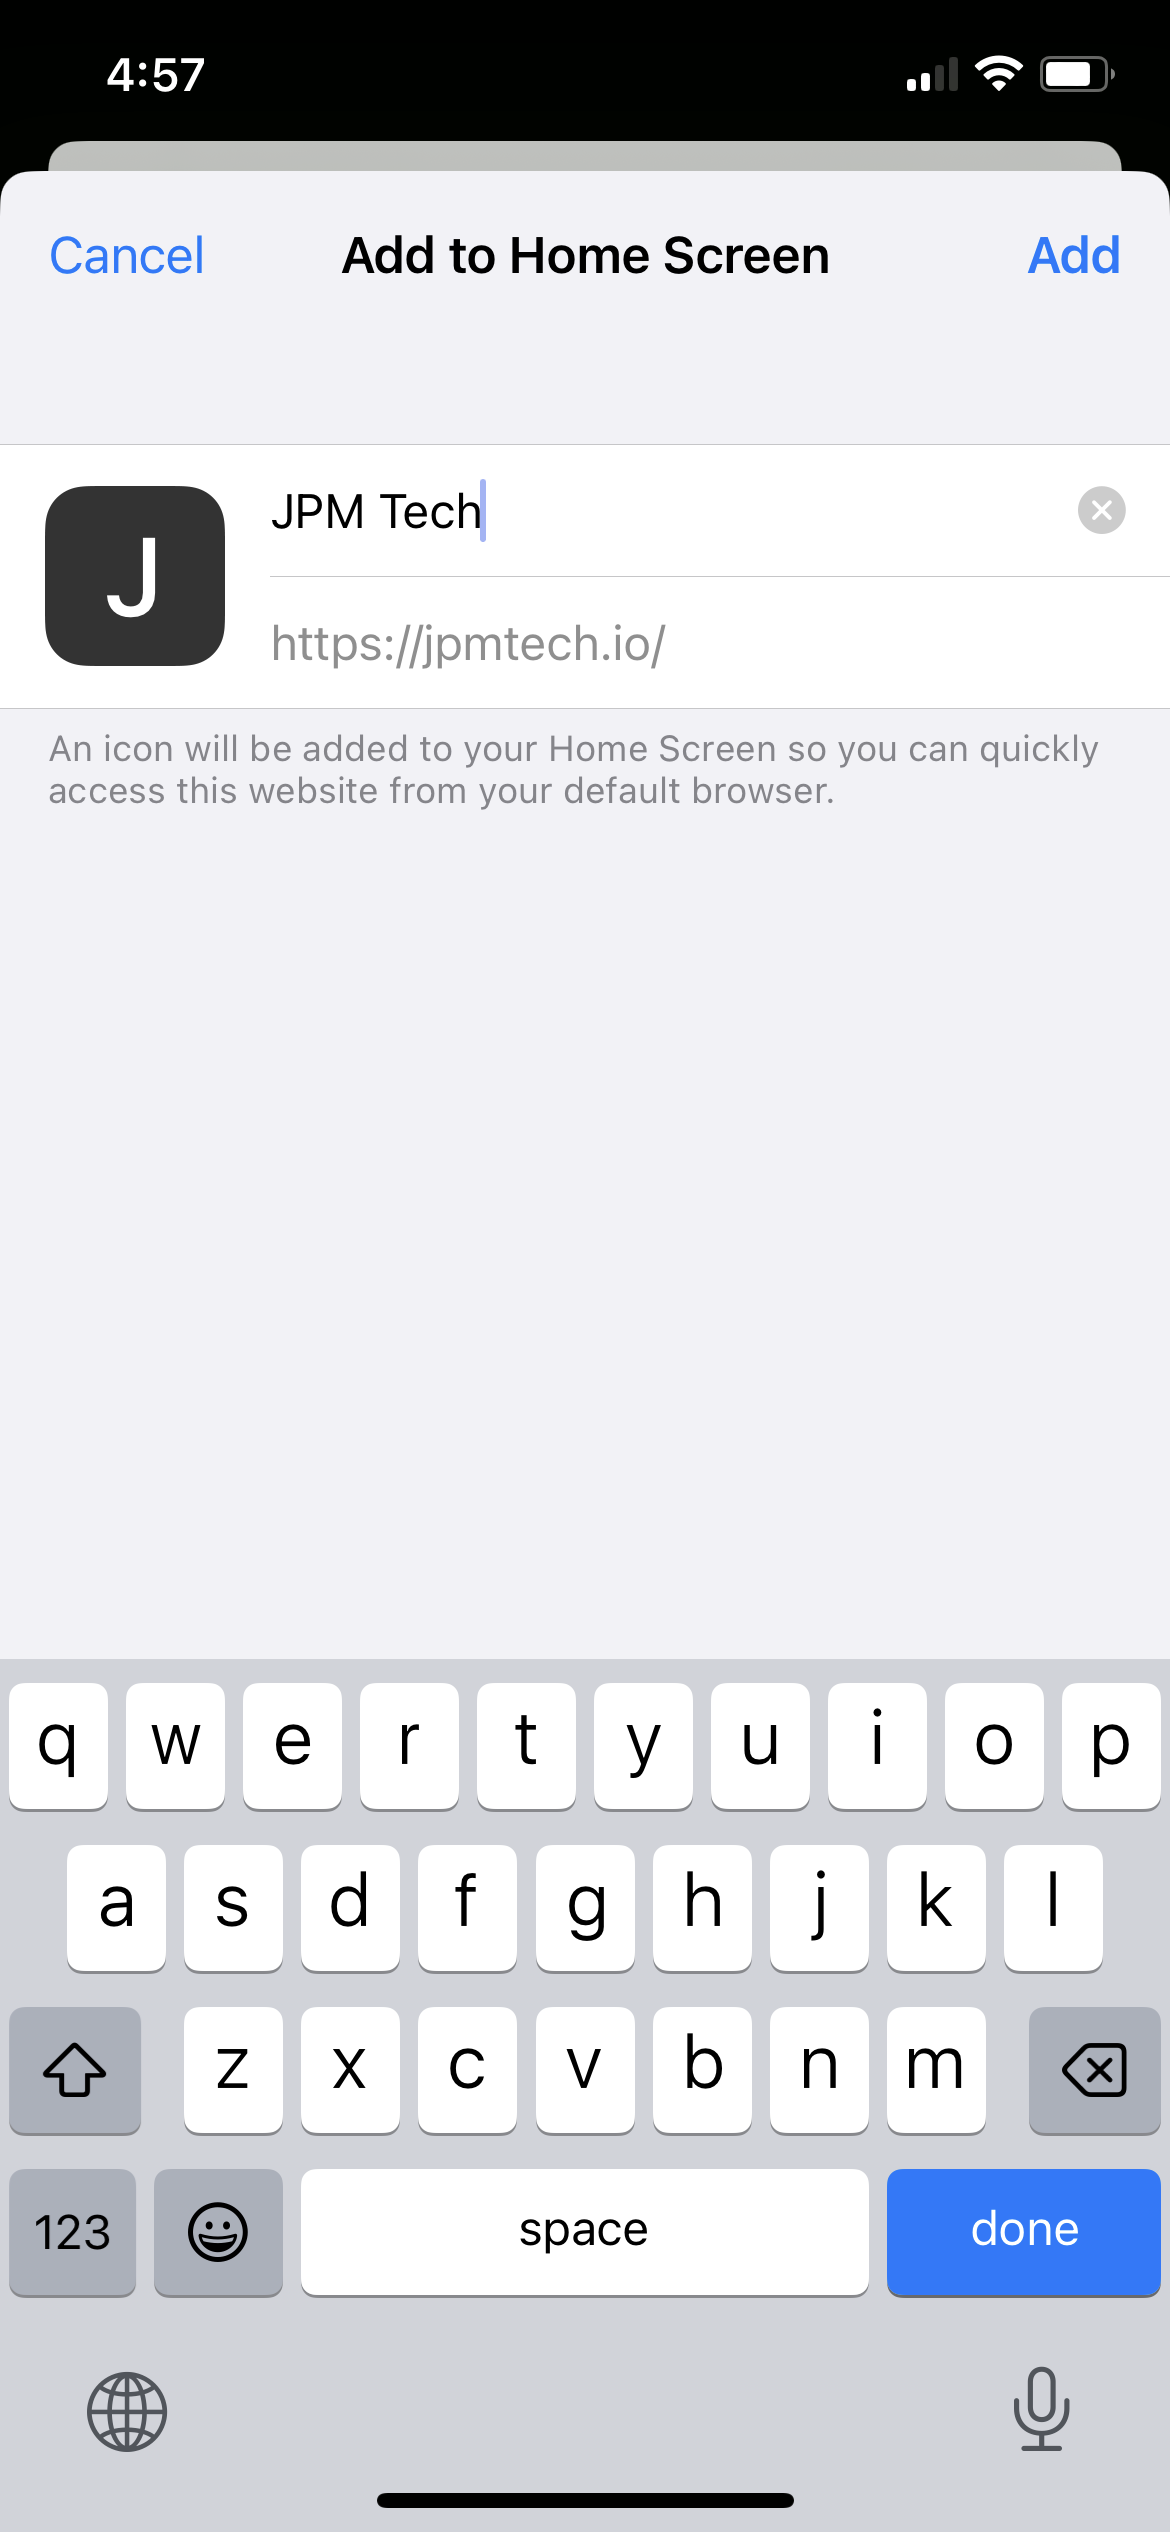 4:57
Cancel Add to Home Screen Add
J
JPM Tech
https://jpmtech.io/
An icon will be added to your Home Screen so you can quickly
access this website from your default browser.
q w e r t y u i o p
a s d f g h j k l
z x c v b n m
123 space done